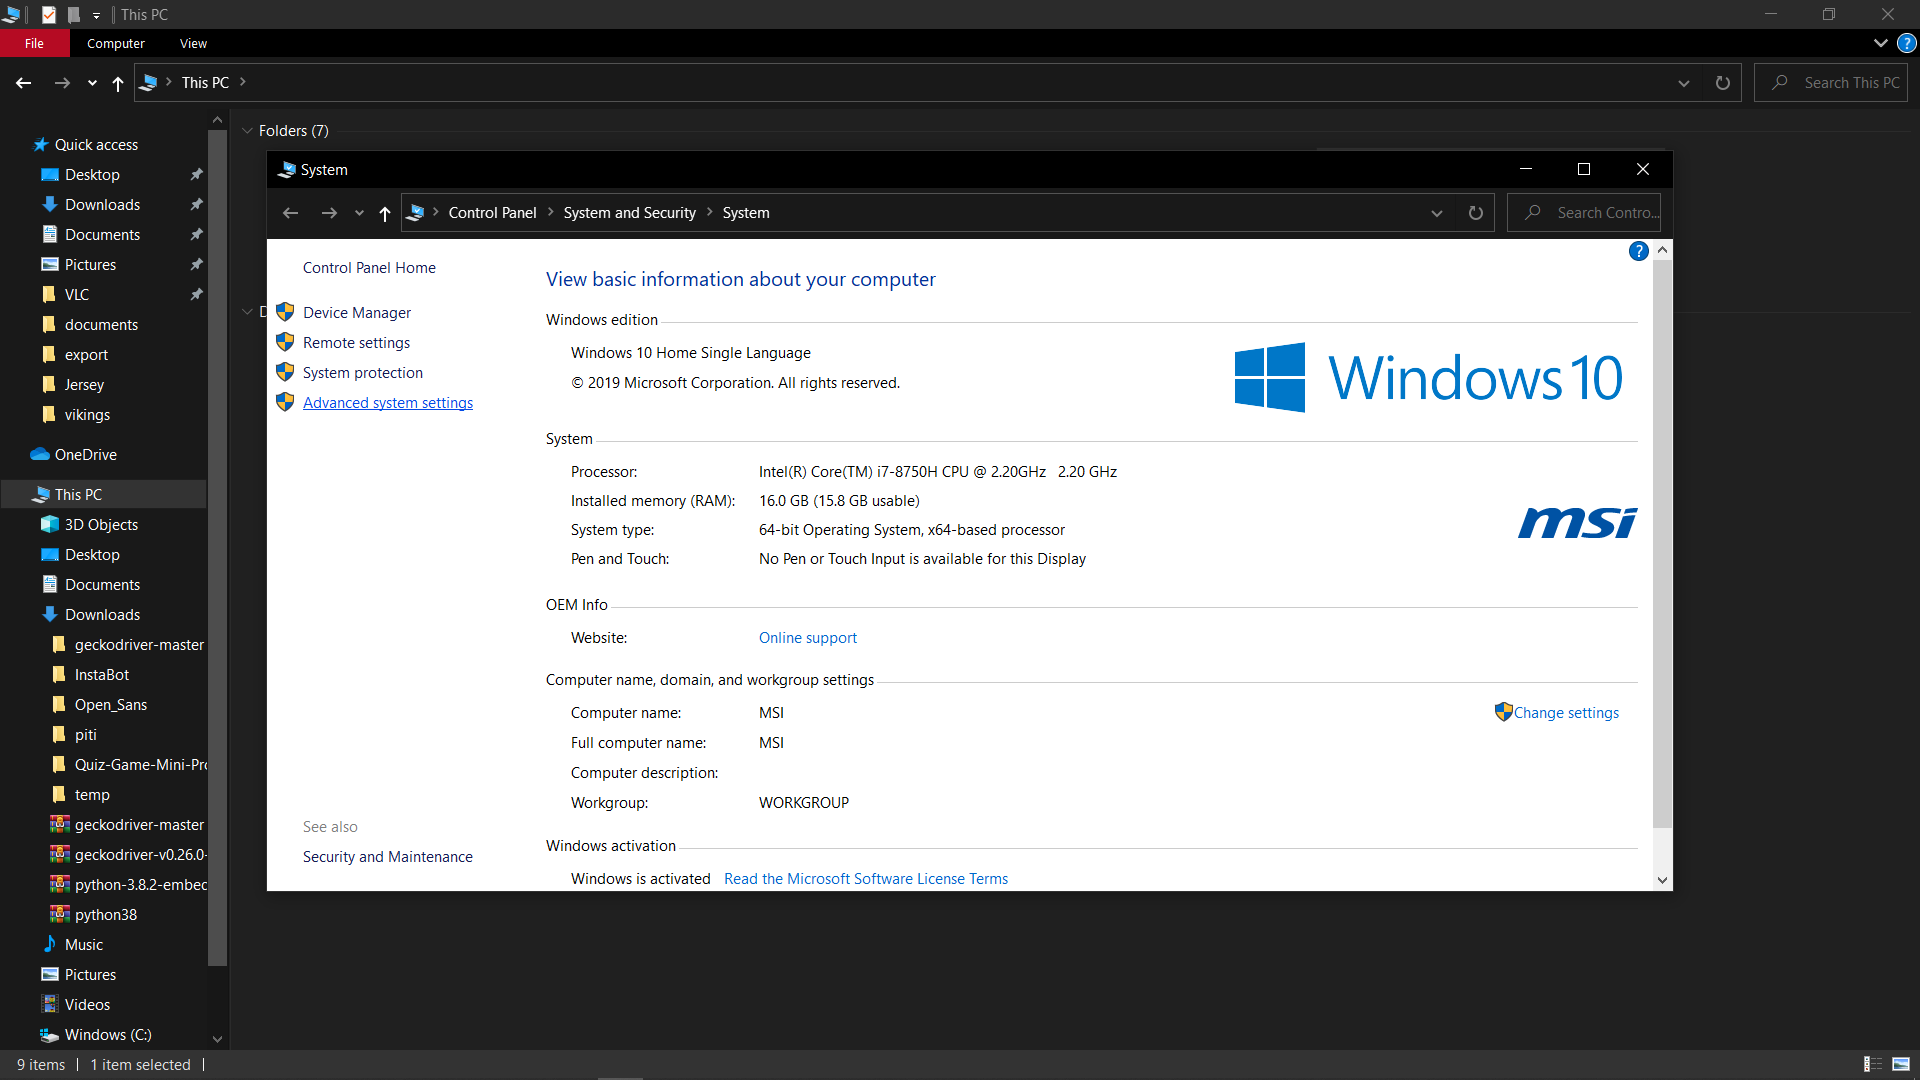 This PC
File
Computer
View
This PC
Search This PC
Quick access
Desktop
Downloads
Documents
Pictures
VLC
documents
export
Jersey
vikings
OneDrive
This PC
3D Objects
Desktop
Documents
Downloads
geckodriver-master
InstaBot
Open_Sans
piti
Quiz-Game-Mini-Pro
temp
geckodriver-master
geckodriver-v0.26.0-
python-3.8.2-embed
python38
Music
Pictures
Videos
Windows (C:)
9 items
1 item selected
Folders (7)
D
System
Control Panel
System and Security
System
Search Contro...
Control Panel Home
Device Manager
Remote settings
System protection
Advanced system settings
See also
Security and Maintenance
View basic information about your computer
Windows edition
Windows 10 Home Single Language
© 2019 Microsoft Corporation. All rights reserved.
Windows 10
System
Processor: Intel(R) Core(TM) i7-8750H CPU @ 2.20GHz 2.20 GHz
Installed memory (RAM): 16.0 GB (15.8 GB usable)
System type: 64-bit Operating System, x64-based processor
Pen and Touch: No Pen or Touch Input is available for this Display
msi
OEM Info
Website: Online support
Computer name, domain, and workgroup settings
Computer name: MSI
Change settings
Full computer name: MSI
Computer description:
Workgroup: WORKGROUP
Windows activation
Windows is activated Read the Microsoft Software License Terms